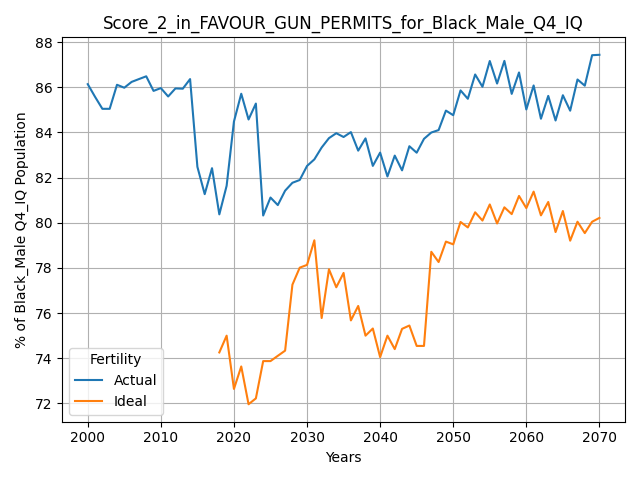 Score_2_in_FAVOUR_GUN_PERMITS_for_Black_Male_Q4_IQ
% of Black_Male Q4_IQ Population
88
86
84
82
80
78
76
74
72
Fertility
Actual
Ideal
2000 2010 2020 2030 2040 2050 2060 2070
Years